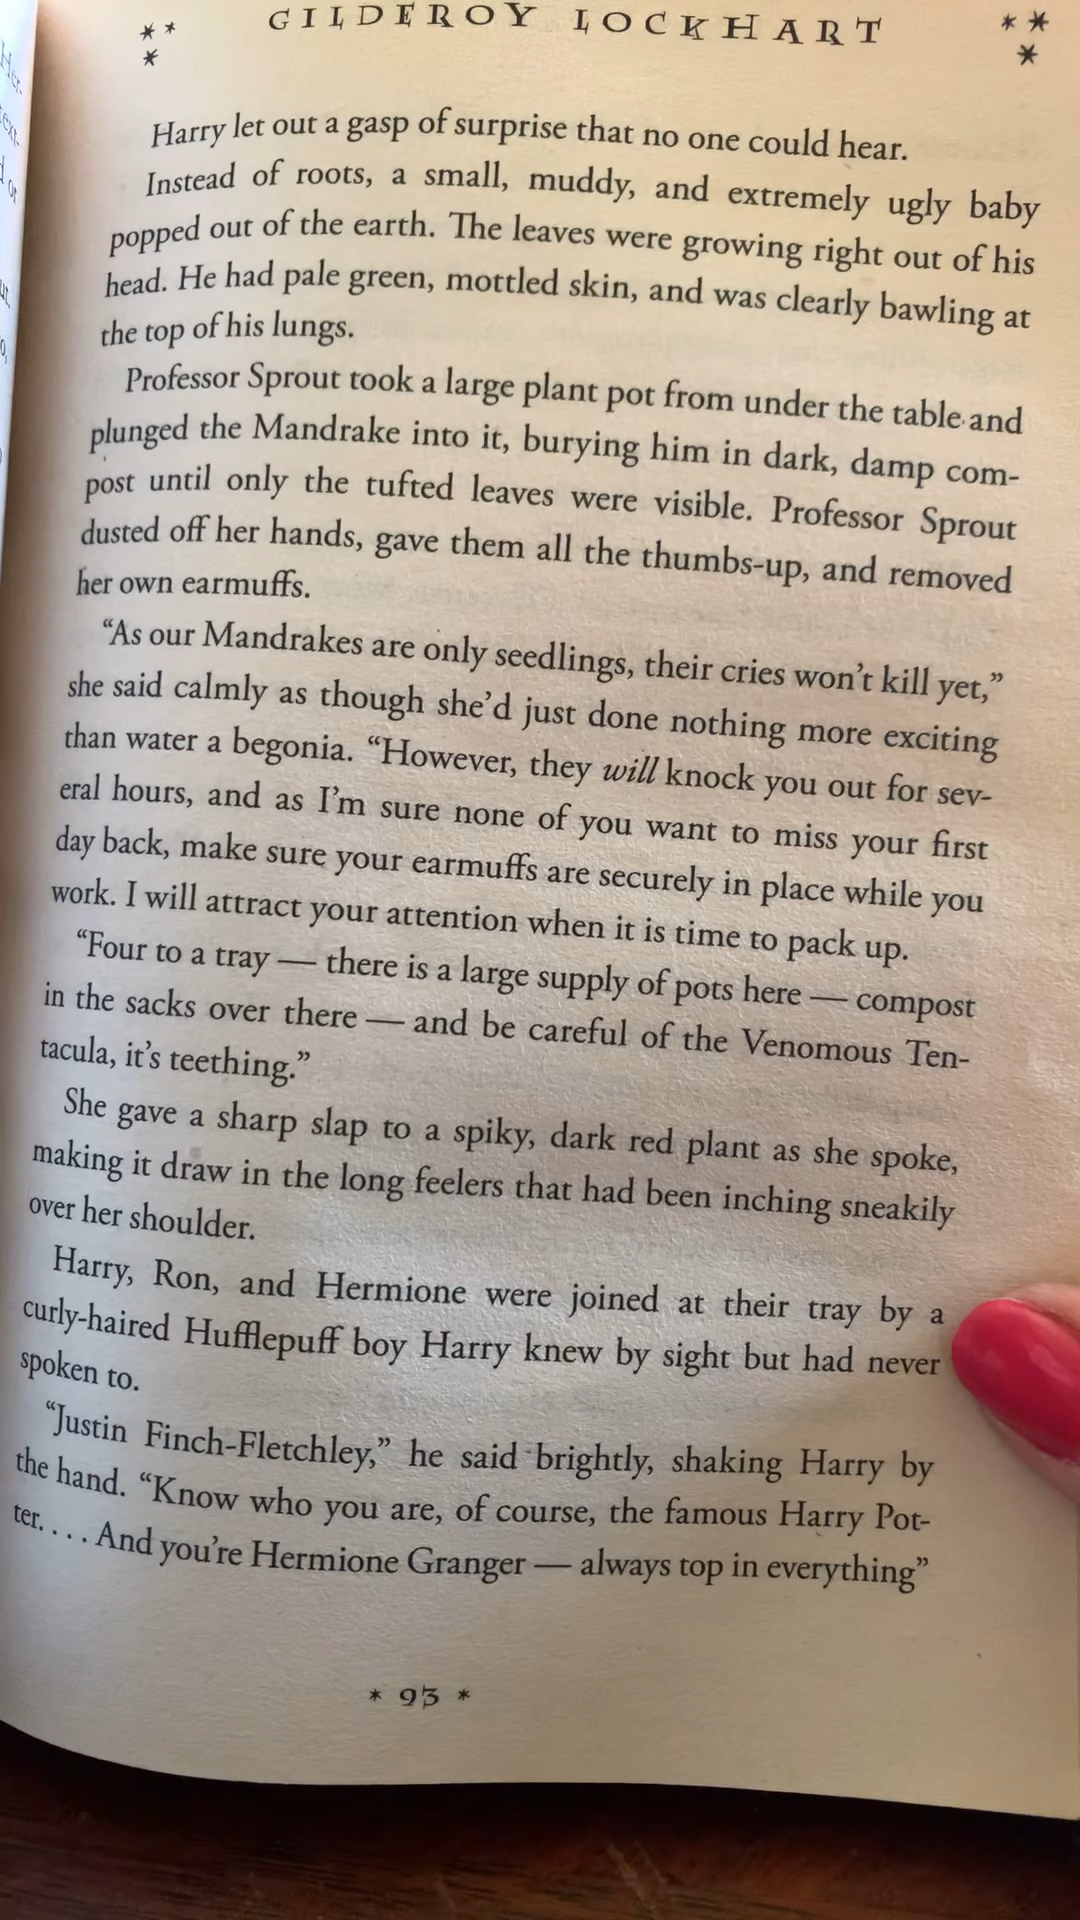 GILDEROY LOCKHART
Harry let out a gasp of surprise that no one could hear.
Instead of roots, a small, muddy, and extremely ugly baby
popped out of the earth. The leaves were growing right out of his
head. He had pale green, mottled skin, and was clearly bawling at
the top of his lungs.
Professor Sprout took a large plant pot from under the table and
plunged the Mandrake into it, burying him in dark, damp com-
post until only the tufted leaves were visible. Professor Sprout
dusted off her hands, gave them all the thumbs-up, and removed
her own earmuffs.
“As our Mandrakes are only seedlings, their cries won’t kill yet,”
she said calmly as though she’d just done nothing more exciting
than water a begonia. “However, they will knock you out for sev-
eral hours, and as I’m sure none of you want to miss your first
day back, make sure your earmuffs are securely in place while you
work. I will attract your attention when it is time to pack up.
“Four to a tray — there is a large supply of pots here — compost
in the sacks over there — and be careful of the Venomous Ten-
tacula, it’s teething.”
She gave a sharp slap to a spiky, dark red plant as she spoke,
making it draw in the long feelers that had been inching sneakily
over her shoulder.
Harry, Ron, and Hermione were joined at their tray by a
curly-haired Hufflepuff boy Harry knew by sight but had never
spoken to.
“Justin Finch-Fletchley,” he said brightly, shaking Harry by
the hand. “Know who you are, of course, the famous Harry Pot-
ter. . . . And you’re Hermione Granger — always top in everything”
* 93 *